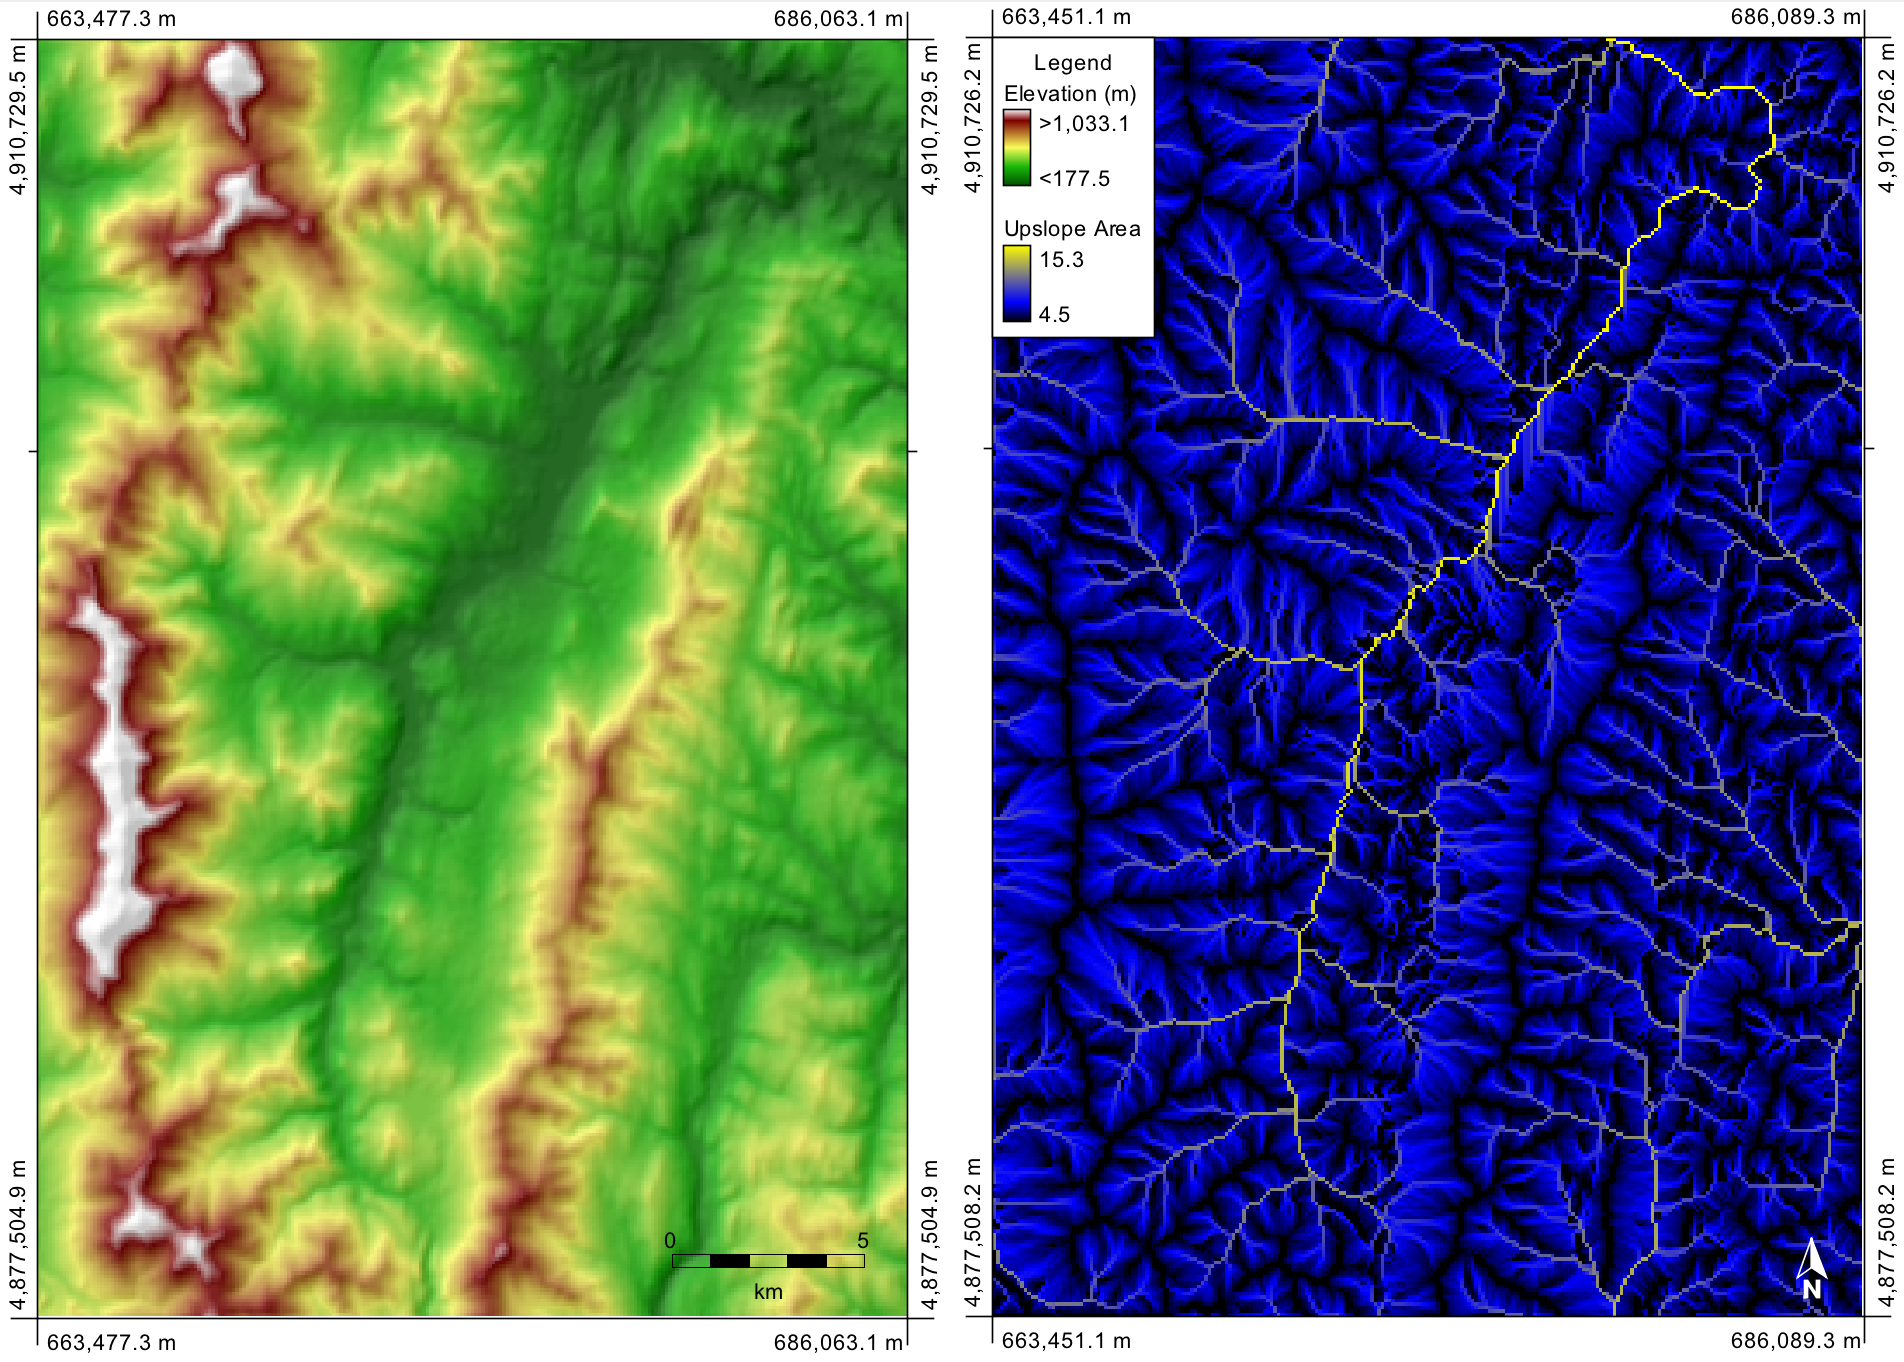 663,477.3 m
686,063.1 m
4,910,729.5 m
4,910,729.5 m
4,877,504.9 m
4,877,504.9 m
0 5
km
663,477.3 m
686,063.1 m
663,451.1 m
686,089.3 m
4,910,726.2 m
4,910,726.2 m
Legend
Elevation (m)
>1,033.1
<177.5
Upslope Area
15.3
4.5
4,877,508.2 m
4,877,508.2 m
N
663,451.1 m
686,089.3 m